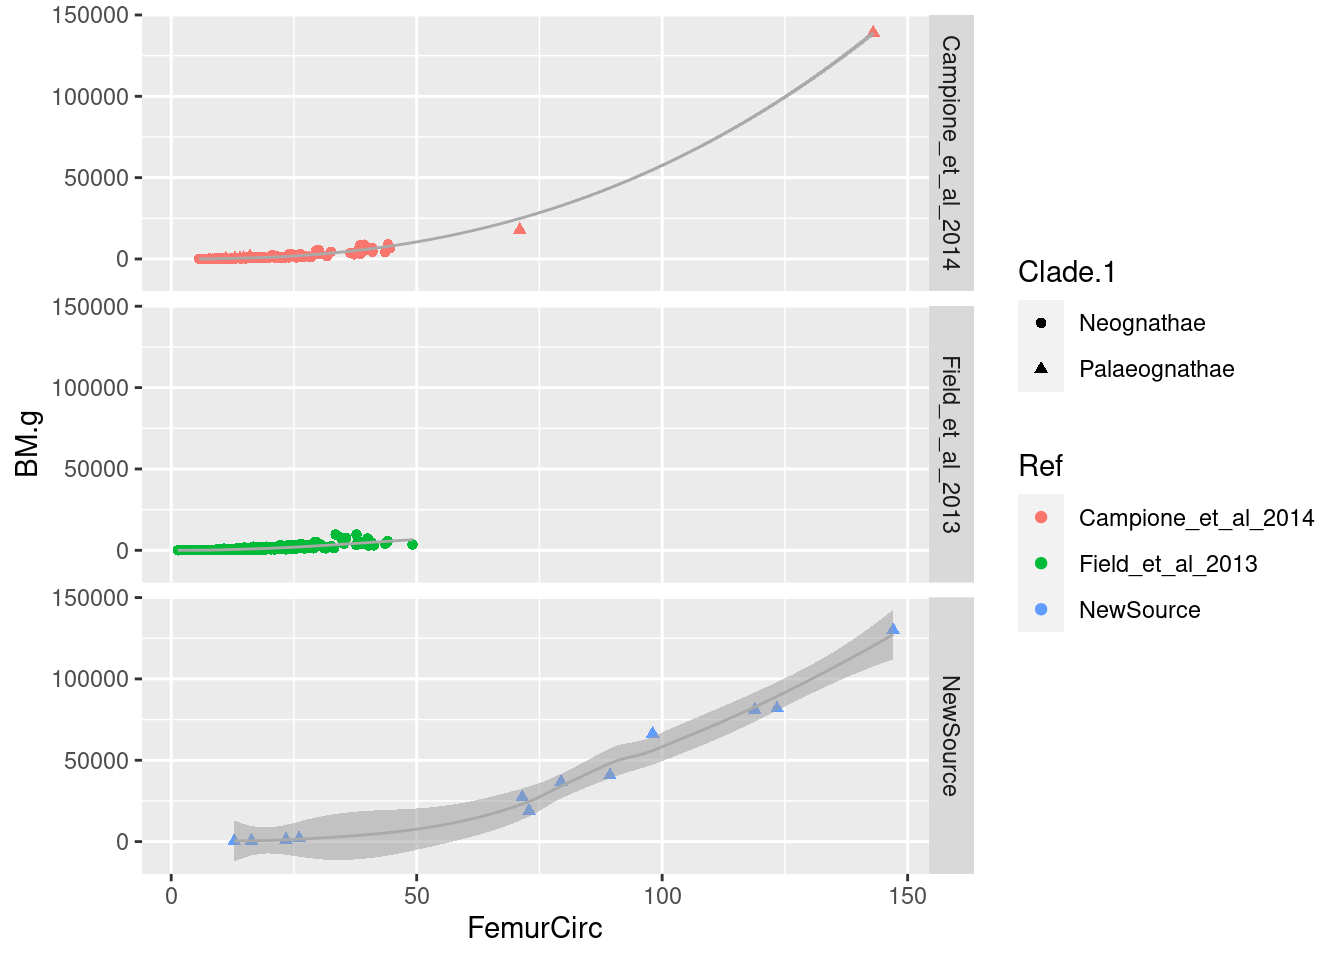 150000
100000
50000
0
Campione_et_al_2014
150000
100000
50000
0
Field_et_al_2013
150000
100000
50000
0
NewSource
BM.g
0
50
100
150
FemurCirc
Clade.1
Neognathae
Palaeognathae
Ref
Campione_et_al_2014
Field_et_al_2013
NewSource